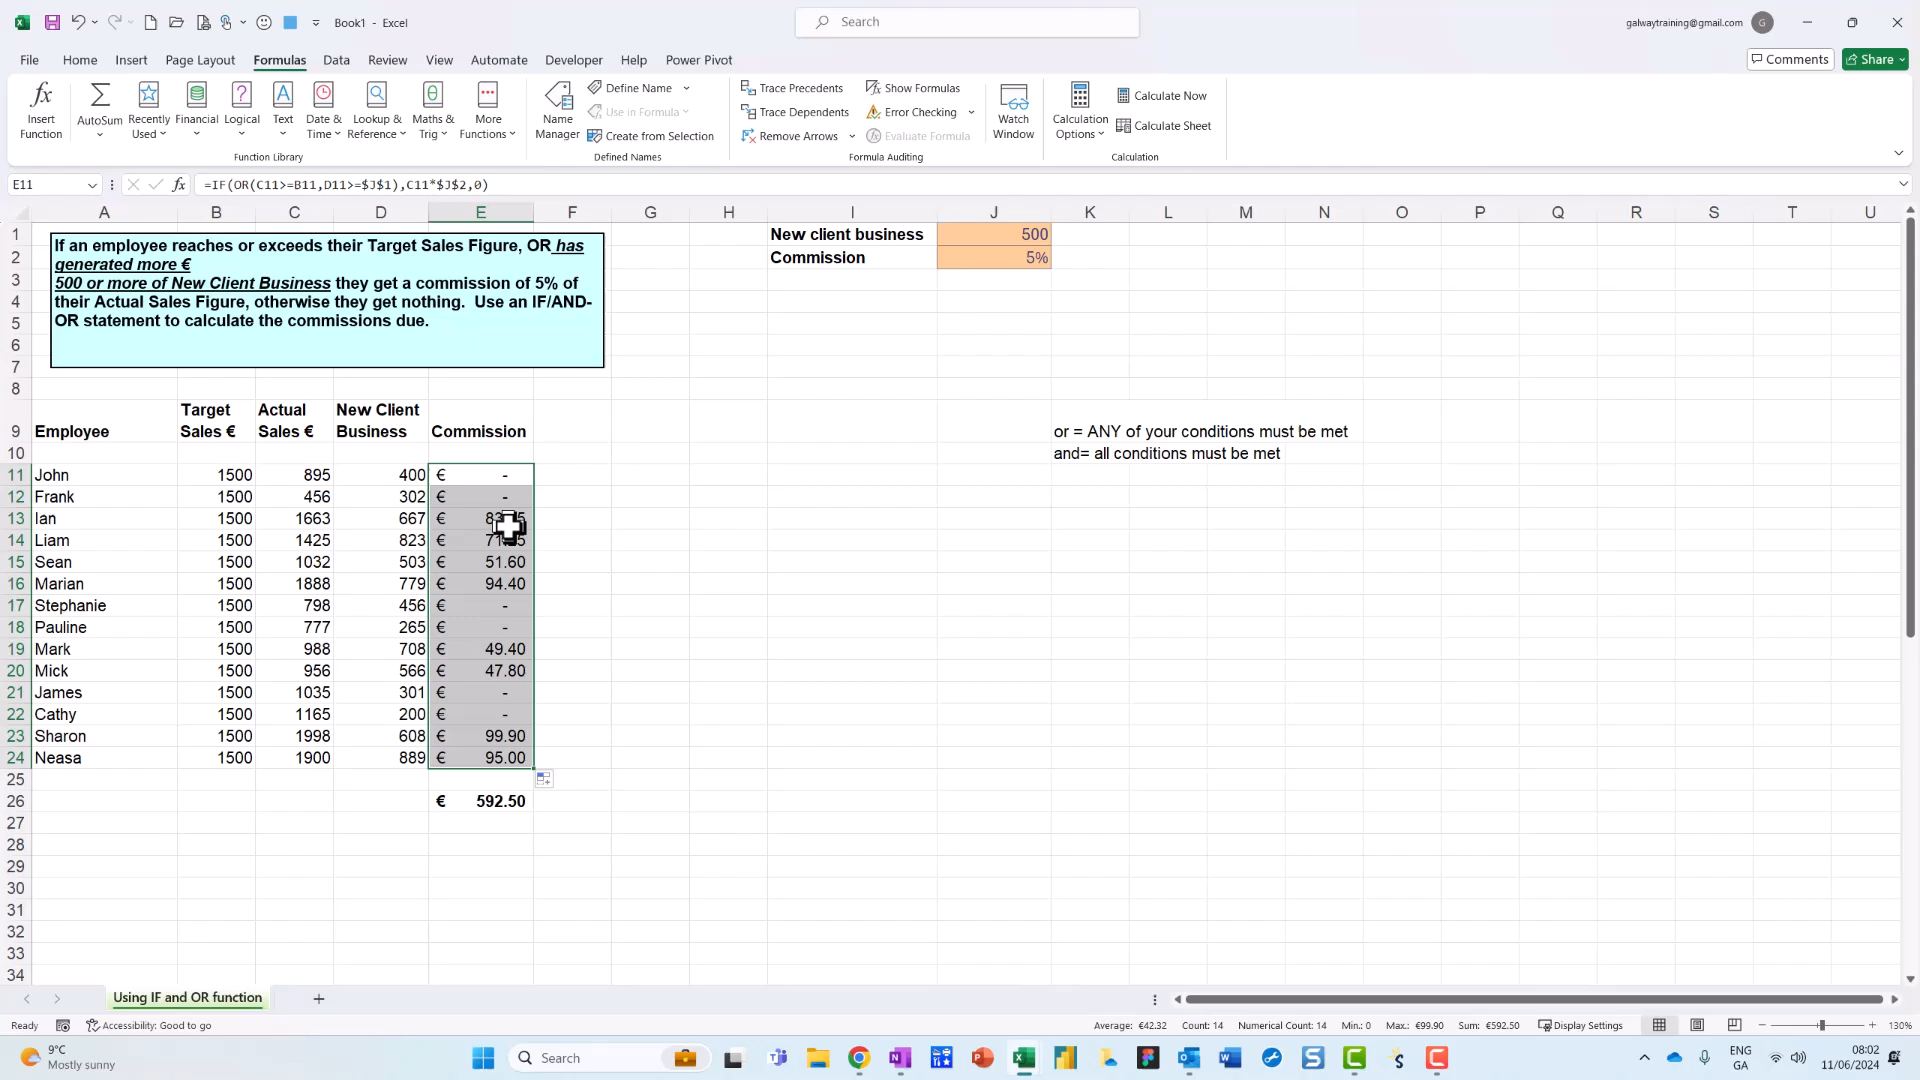 Book1 - Excel
Search
galwaytraining@gmail.com
G
File Home Insert Page Layout Formulas Data Review View Automate Developer Help Power Pivot
Comments
Share
Insert Function
AutoSum
Recently Used
Financial
Logical
Text
Date & Time
Lookup & Reference
Maths & Trig
More Functions
Function Library
Name Manager
Define Name
Use in Formula
Create from Selection
Defined Names
Trace Precedents
Trace Dependents
Remove Arrows
Show Formulas
Error Checking
Evaluate Formula
Formula Auditing
Watch Window
Calculation Options
Calculate Now
Calculate Sheet
Calculation
E11
fx
=IF(OR(C11>=B11,D11>=$J$1),C11*$J$2,0)
A B C D E F G H I J K L M N O P Q R S T U
1 New client business 500
2 Commission 5%
If an employee reaches or exceeds their Target Sales Figure, OR has
generated more €
500 or more of New Client Business they get a commission of 5% of
their Actual Sales Figure, otherwise they get nothing. Use an IF/AND-
OR statement to calculate the commissions due.
3
4
5
6
7
8
Target Actual New Client
9 Employee Sales € Sales € Business Commission or = ANY of your conditions must be met
10 and= all conditions must be met
11 John 1500 895 400 € -
12 Frank 1500 456 302 € -
13 Ian 1500 1663 667 €
14 Liam 1500 1425 823 €
15 Sean 1500 1032 503 € 51.60
16 Marian 1500 1888 779 € 94.40
17 Stephanie 1500 798 456 € -
18 Pauline 1500 777 265 € -
19 Mark 1500 988 708 € 49.40
20 Mick 1500 956 566 € 47.80
21 James 1500 1035 301 € -
22 Cathy 1500 1165 200 € -
23 Sharon 1500 1998 608 € 99.90
24 Neasa 1500 1900 889 € 95.00
25
26 € 592.50
27
28
29
30
31
32
33
34
Using IF and OR function
Ready Accessibility: Good to go Average: €42.32 Count: 14 Numerical Count: 14 Min.: 0 Max.: €99.90 Sum: €592.50 Display Settings 130%
9°C
Mostly sunny
Search
ENG
GA
08:02
11/06/2024